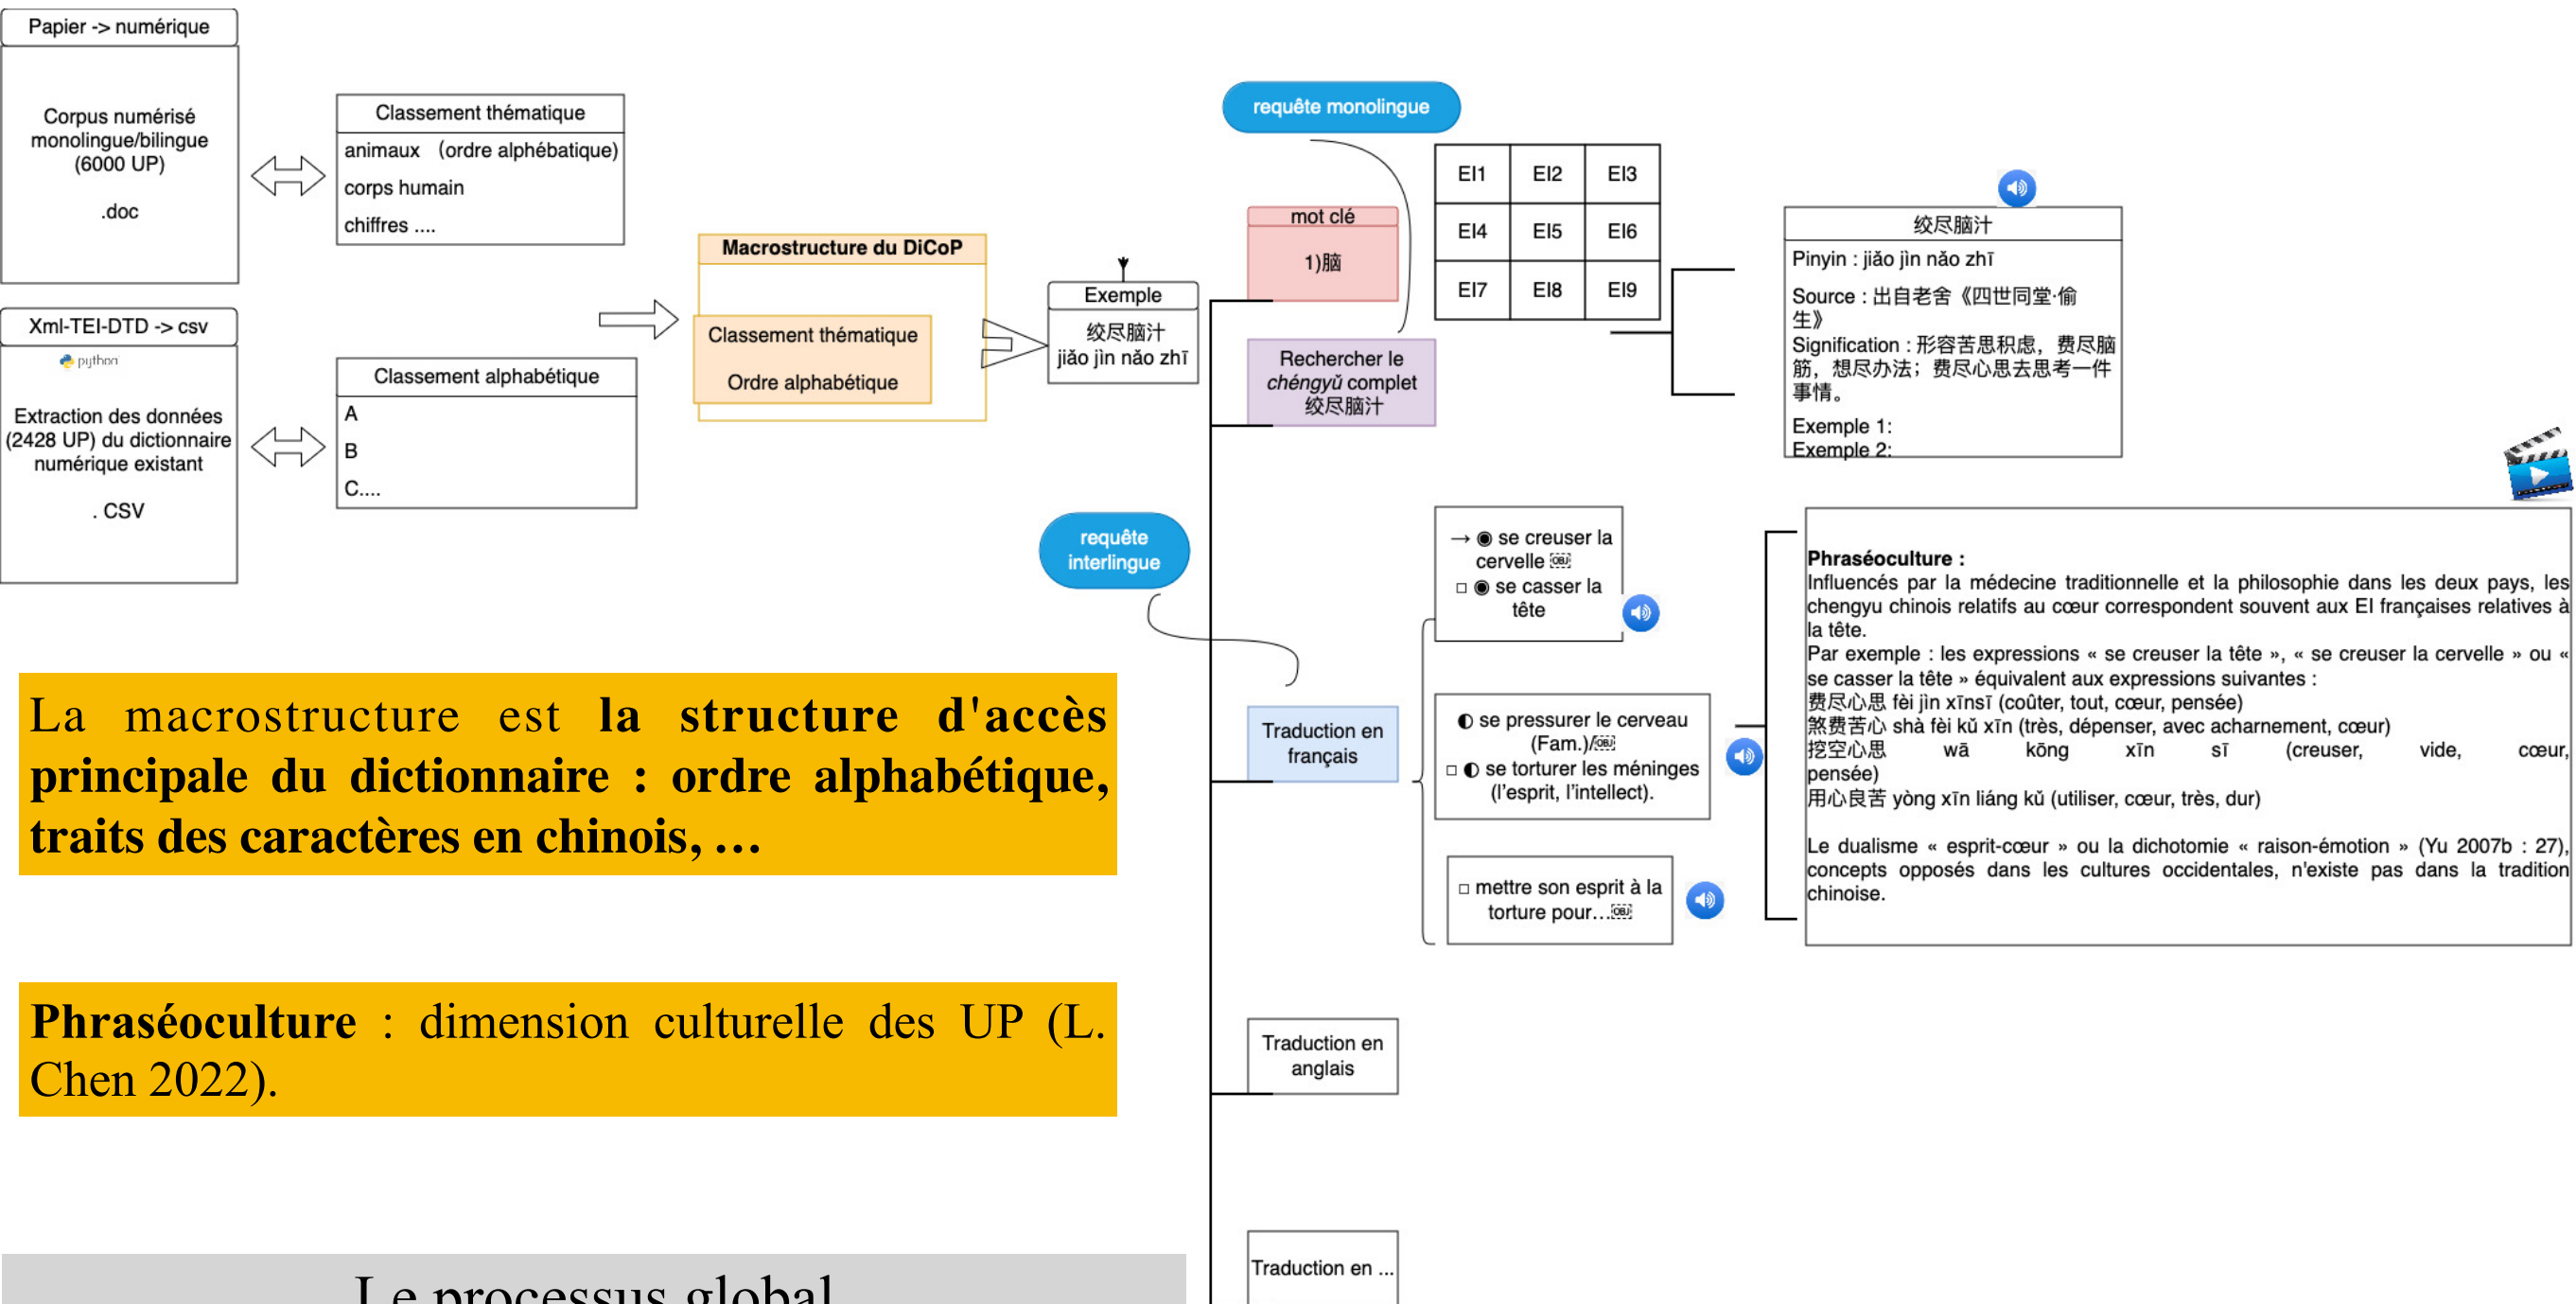 Papier -> numérique
Corpus numérisé
monolingue/bilingue
(6000 UP)
.doc
Classement thématique
animaux （ordre alphébatique)
corps humain
chiffres ....
Xml-TEI-DTD -> csv
python
Extraction des données
(2428 UP) du dictionnaire
numérique existant
. CSV
Classement alphabétique
A
B
C....
Macrostructure du DiCoP
Classement thématique
Ordre alphabétique
Exemple
绞尽脑汁
jiǎo jìn nǎo zhī
requête monolingue
mot clé
1)脑
Rechercher le
chéngyǔ complet
绞尽脑汁
EI1 EI2 EI3
EI4 EI5 EI6
EI7 EI8 EI9
绞尽脑汁
Pinyin : jiǎo jìn nǎo zhī
Source : 出自老舍《四世同堂·偷
生》
Signification : 形容苦思积虑，费尽脑
筋，想尽办法；费尽心思去思考一件
事情。
Exemple 1:
Exemple 2:
requête
interlingue
Traduction en
français
→ ◉ se creuser la
cervelle ￼
□ ◉ se casser la
tête
◐ se pressurer le cerveau
(Fam.)/￼
□ ◐ se torturer les méninges
(l'esprit, l'intellect).
□ mettre son esprit à la
torture pour…￼
Phraséoculture :
Influencés par la médecine traditionnelle et la philosophie dans les deux pays, les
chengyu chinois relatifs au cœur correspondent souvent aux EI françaises relatives à
la tête.
Par exemple : les expressions « se creuser la tête », « se creuser la cervelle » ou «
se casser la tête » équivalent aux expressions suivantes :
费尽心思 fèi jìn xīnsī (coûter, tout, cœur, pensée)
煞费苦心 shà fèi kǔ xīn (très, dépenser, avec acharnement, cœur)
挖空心思 wā kōng xīn sī (creuser, vide, cœur,
pensée)
用心良苦 yòng xīn liáng kǔ (utiliser, cœur, très, dur)
Le dualisme « esprit-cœur » ou la dichotomie « raison-émotion » (Yu 2007b : 27),
concepts opposés dans les cultures occidentales, n'existe pas dans la tradition
chinoise.
Traduction en
anglais
Traduction en ...
La macrostructure est la structure d'accès
principale du dictionnaire : ordre alphabétique,
traits des caractères en chinois, …
Phraséoculture : dimension culturelle des UP (L.
Chen 2022).
Le processus global